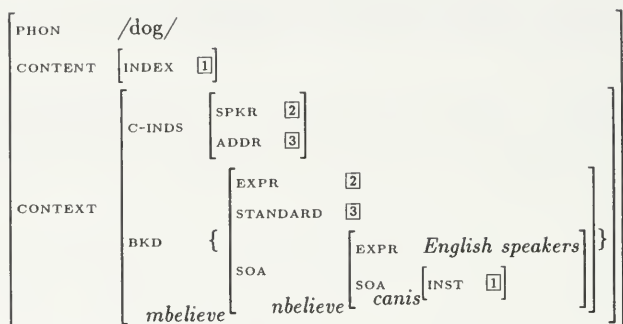 PHON /dog/
CONTENT [INDEX 1]
C-INDS [SPKR 2
ADDR 3]
CONTEXT
BKD { [EXPR 2
STANDARD 3
SOA [EXPR English speakers
SOA canis[INST 1]]] }
mbelieve nbelieve